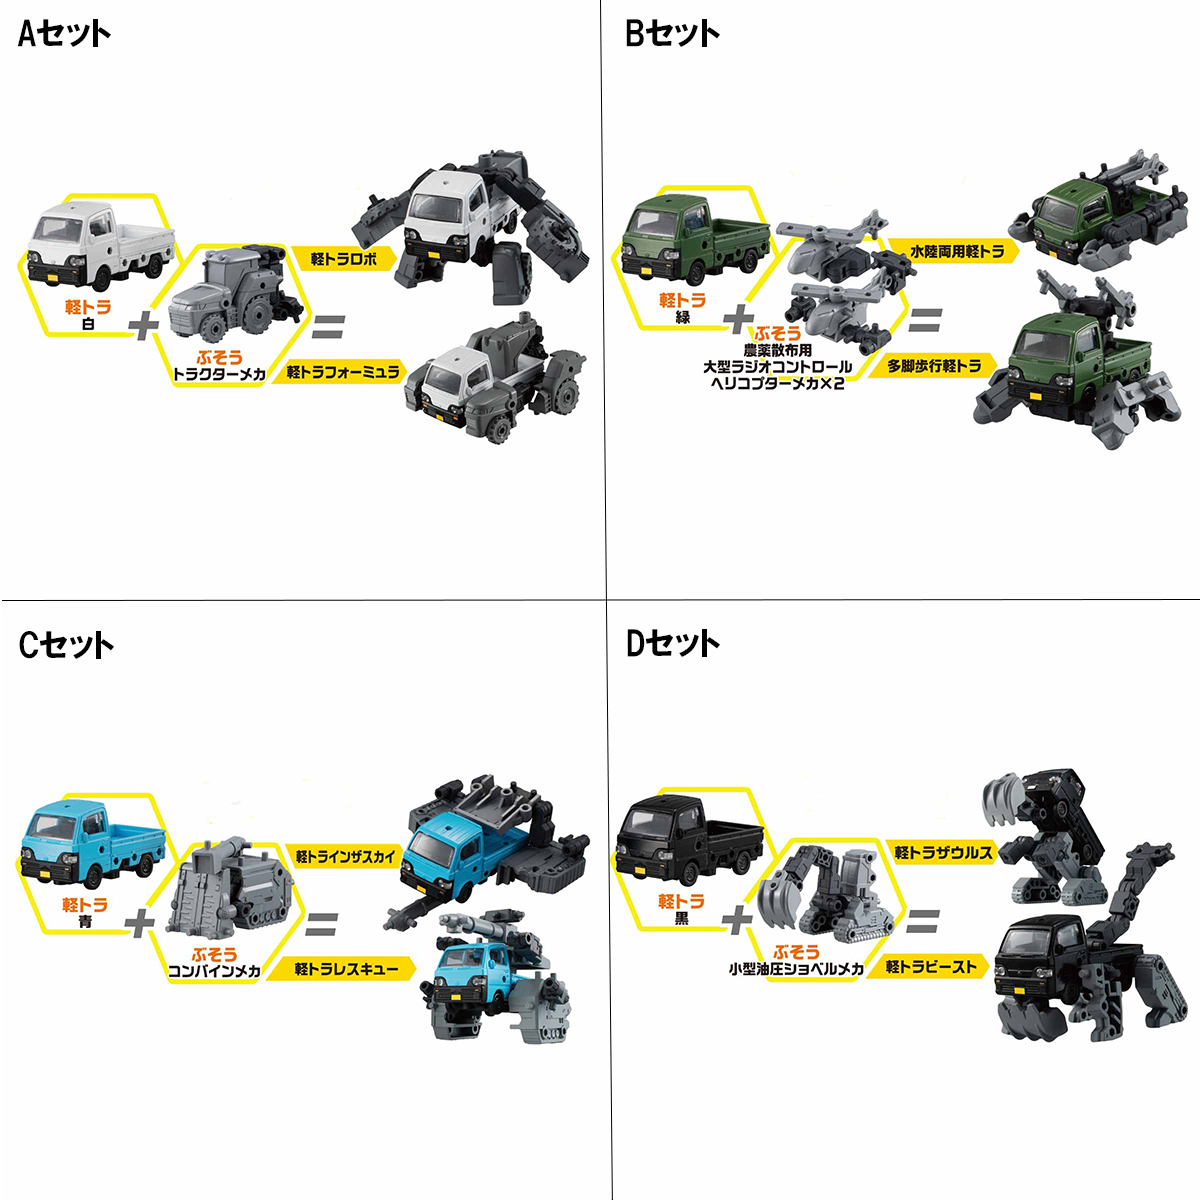 Aセット
軽トラ
白
+
ぶそう
トラクターメカ
=
軽トラロボ
軽トラフォーミュラ
Bセット
軽トラ
緑
+
ぶそう
農薬散布用
大型ラジオコントロール
ヘリコプターメカ×2
=
水陸両用軽トラ
多脚歩行軽トラ
Cセット
軽トラ
青
+
ぶそう
コンバインメカ
=
軽トラインザスカイ
軽トラレスキュー
Dセット
軽トラ
黒
+
ぶそう
小型油圧ショベルメカ
=
軽トラザウルス
軽トラビースト